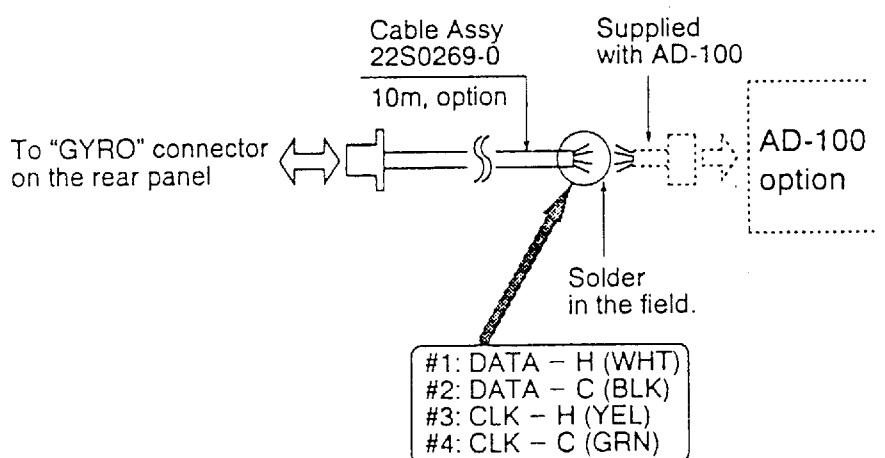 Cable Assy
22S0269-0
10m, option
Supplied
with AD-100
To “GYRO” connector
on the rear panel
AD-100
option
Solder
in the field.
#1: DATA – H (WHT)
#2: DATA – C (BLK)
#3: CLK – H (YEL)
#4: CLK – C (GRN)